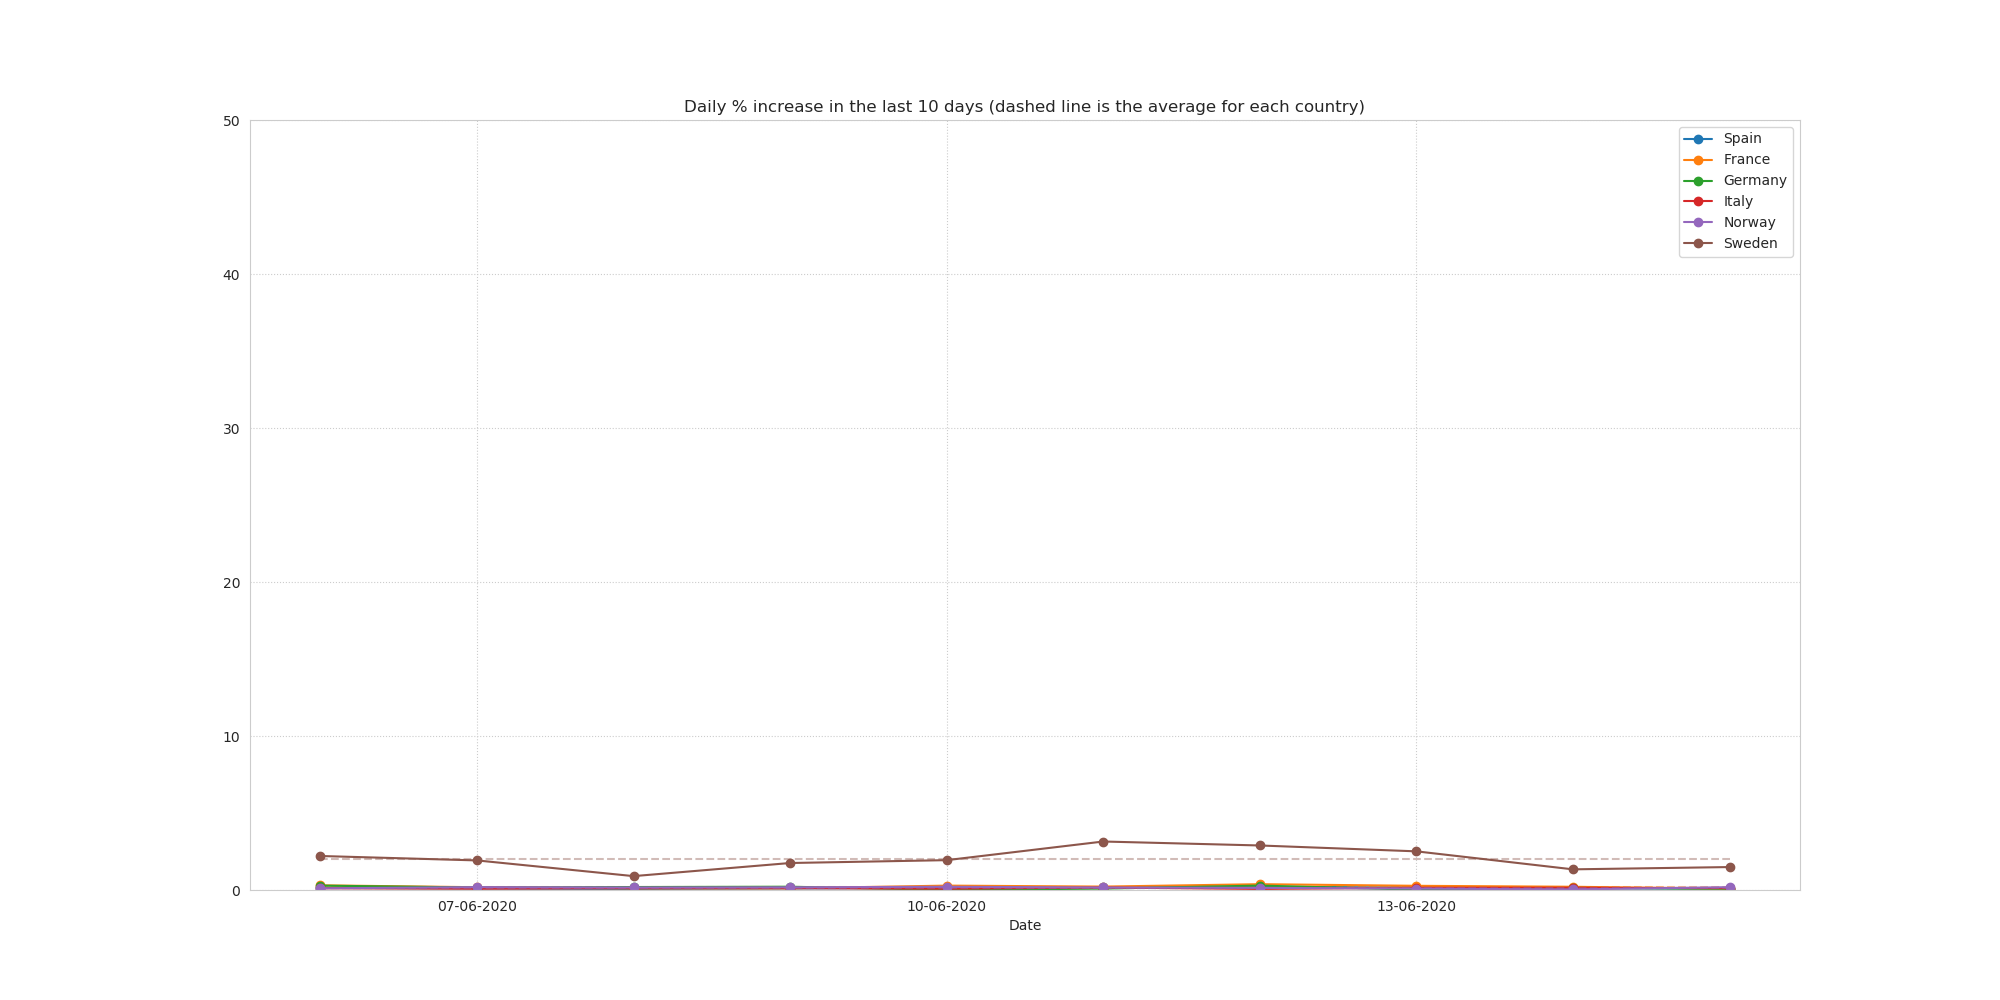 Daily % increase in the last 10 days (dashed line is the average for each country)
50
40
30
20
10
0
Spain
France
Germany
Italy
Norway
Sweden
07-06-2020
10-06-2020
13-06-2020
Date